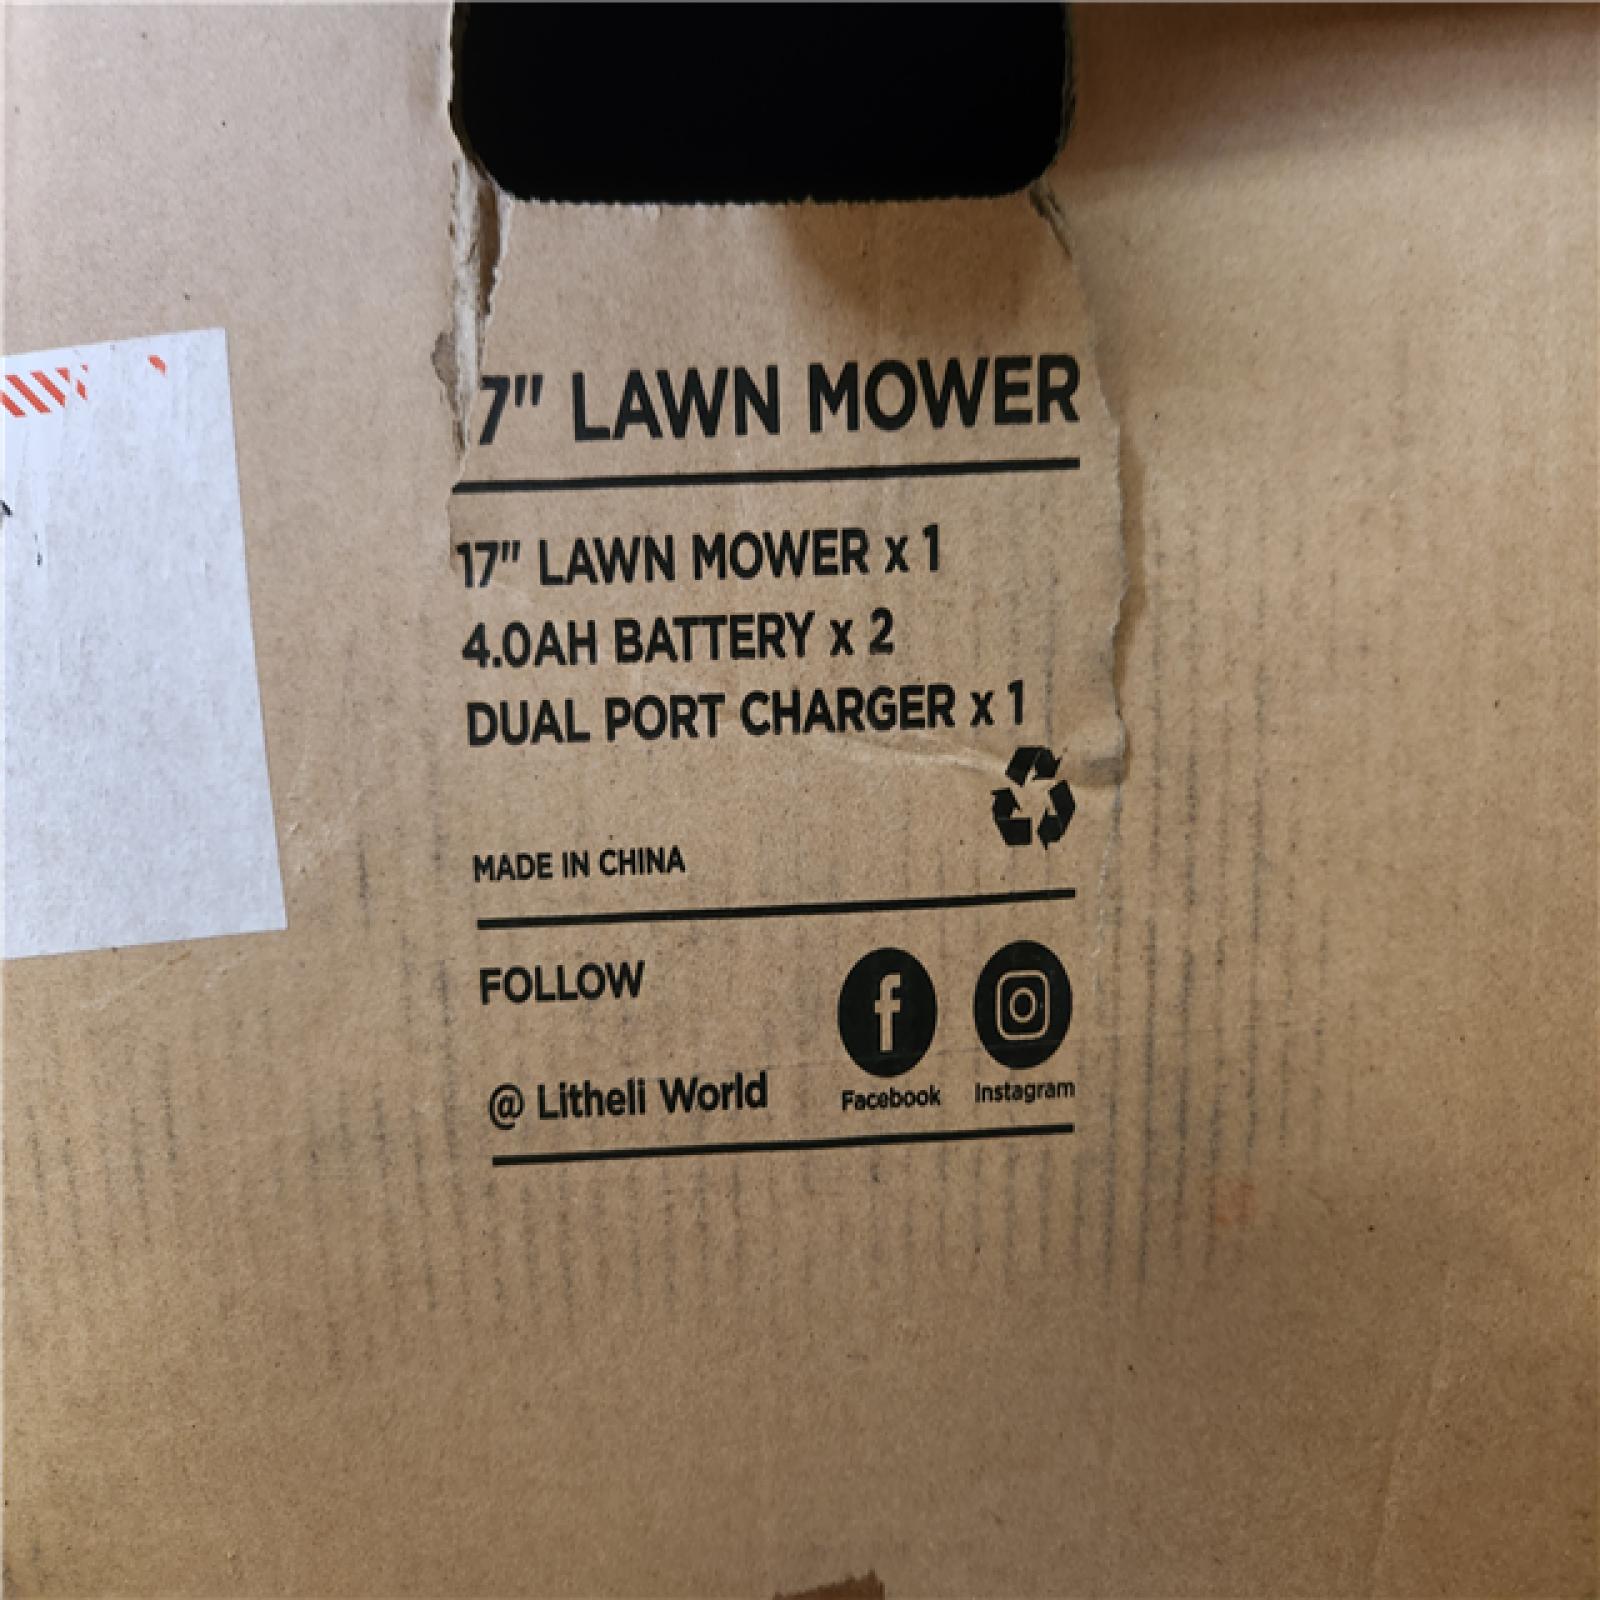 7" LAWN MOWER
17" LAWN MOWER x 1
4.0AH BATTERY x 2
DUAL PORT CHARGER x 1
MADE IN CHINA
FOLLOW
@ Litheli World
Facebook
Instagram